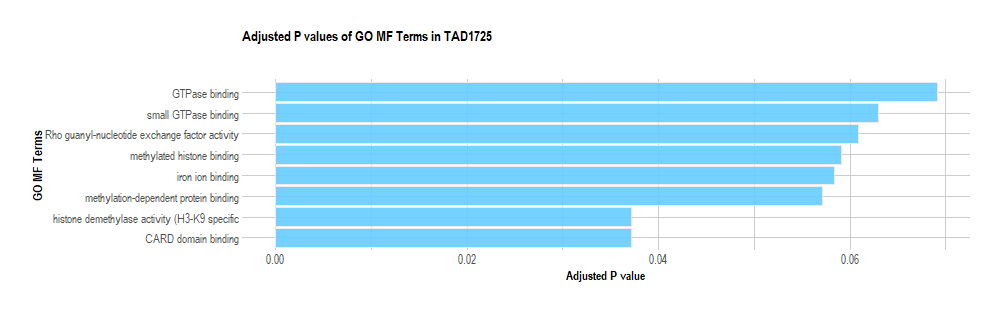 Adjusted P values of GO MF Terms in TAD1725
GO MF Terms
GTPase binding
small GTPase binding
Rho guanyl-nucleotide exchange factor activity
methylated histone binding
iron ion binding
methylation-dependent protein binding
histone demethylase activity (H3-K9 specific
CARD domain binding
0.00 0.02 0.04 0.06
Adjusted P value